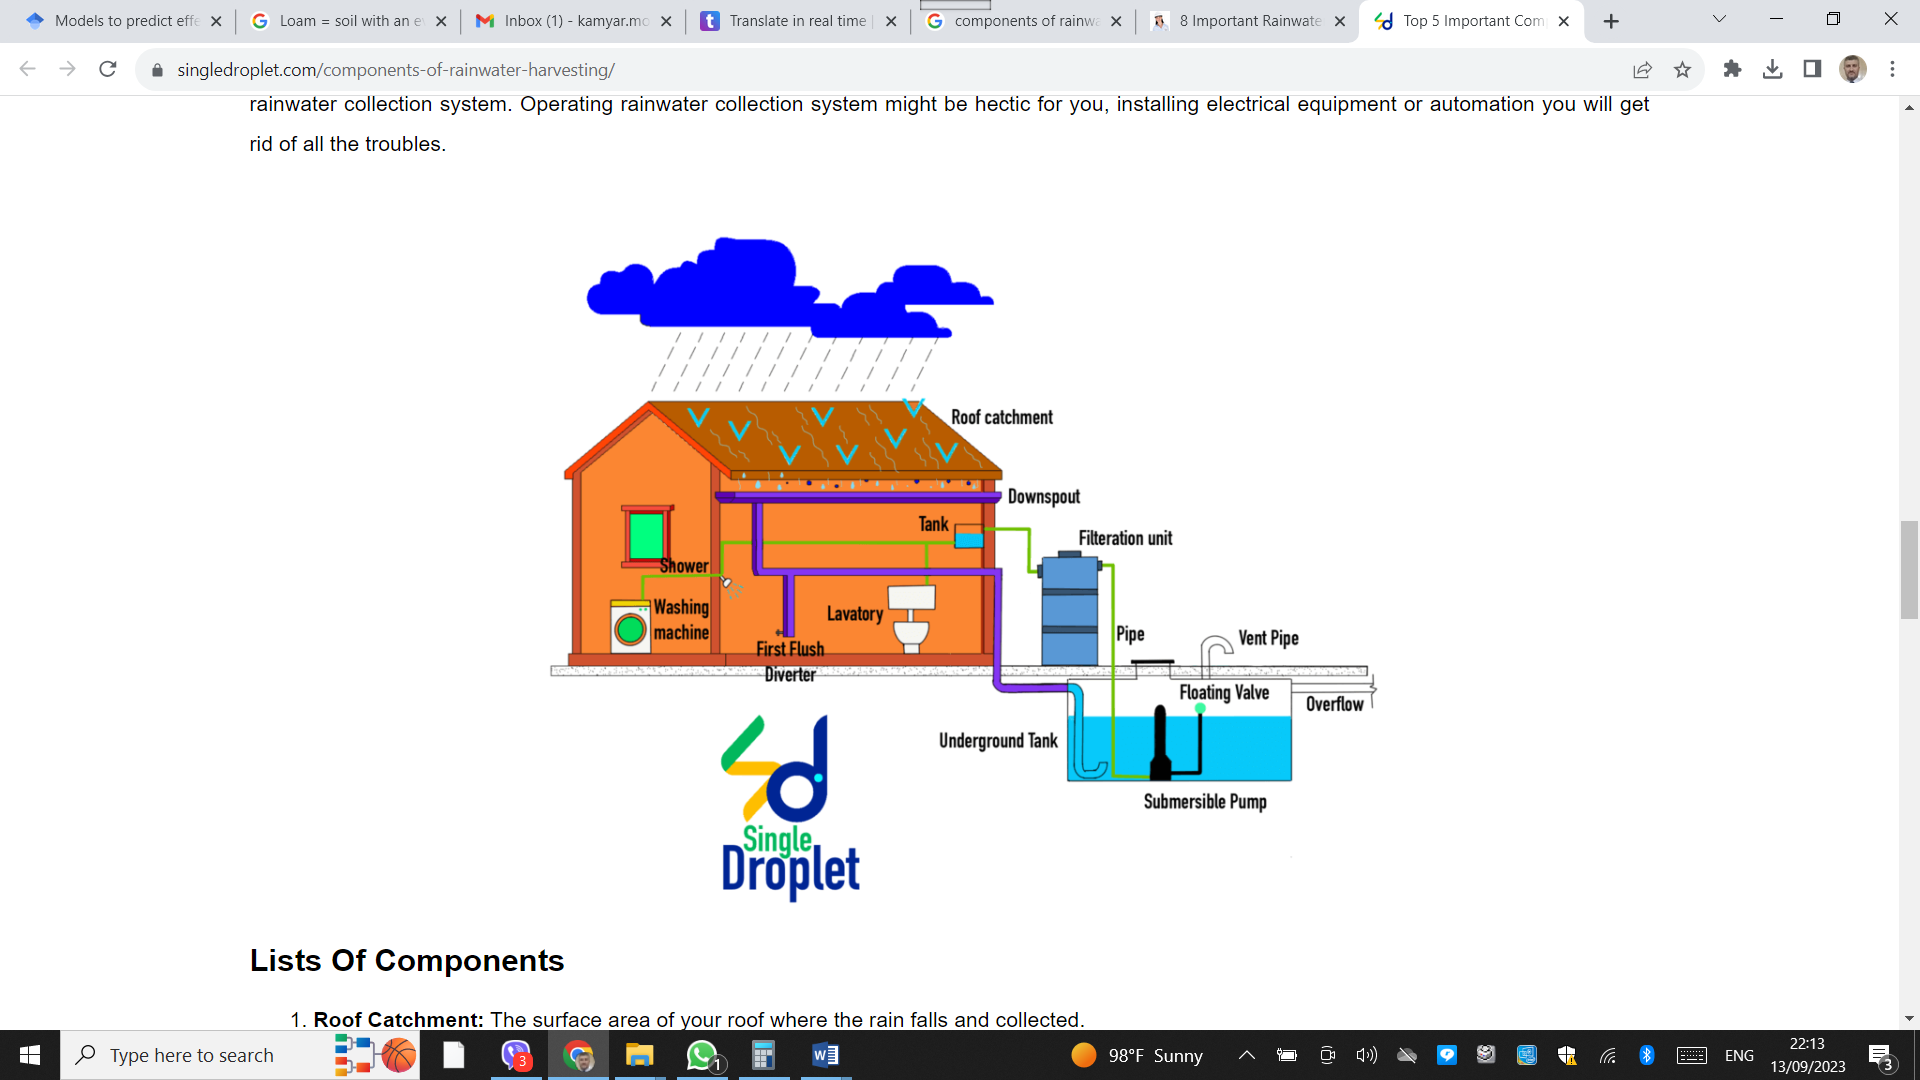 Models to predict effe
Loam = soil with an e
Inbox (1) - kamyar.mo
Translate in real time
components of rainwa
8 Important Rainwate
Top 5 Important Com
singledroplet.com/components-of-rainwater-harvesting/
rainwater collection system. Operating rainwater collection system might be hectic for you, installing electrical equipment or automation you will get
rid of all the troubles.
Roof catchment
Downspout
Tank
Filteration unit
Shower
Washing
machine
Lavatory
First Flush
Diverter
Pipe
Vent Pipe
Floating Valve
Overflow
Underground Tank
Submersible Pump
Single
Droplet
Lists Of Components
1. Roof Catchment: The surface area of your roof where the rain falls and collected.
Type here to search
3
1
98°F Sunny
ENG
22:13
13/09/2023
3